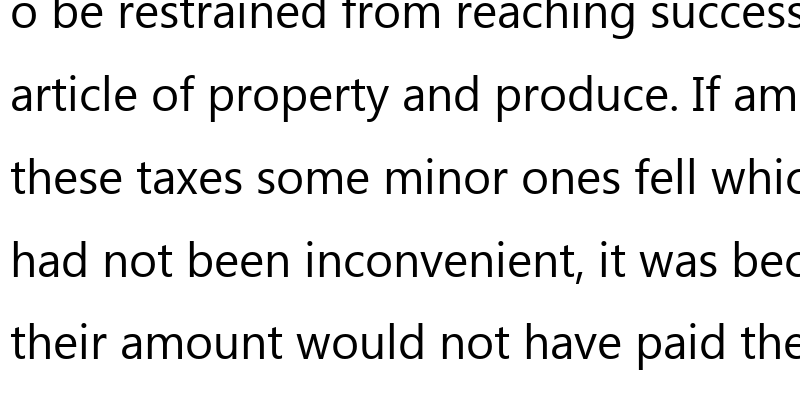 o be restrained from reaching success
article of property and produce. If am
these taxes some minor ones fell whic
had not been inconvenient, it was bec
their amount would not have paid the